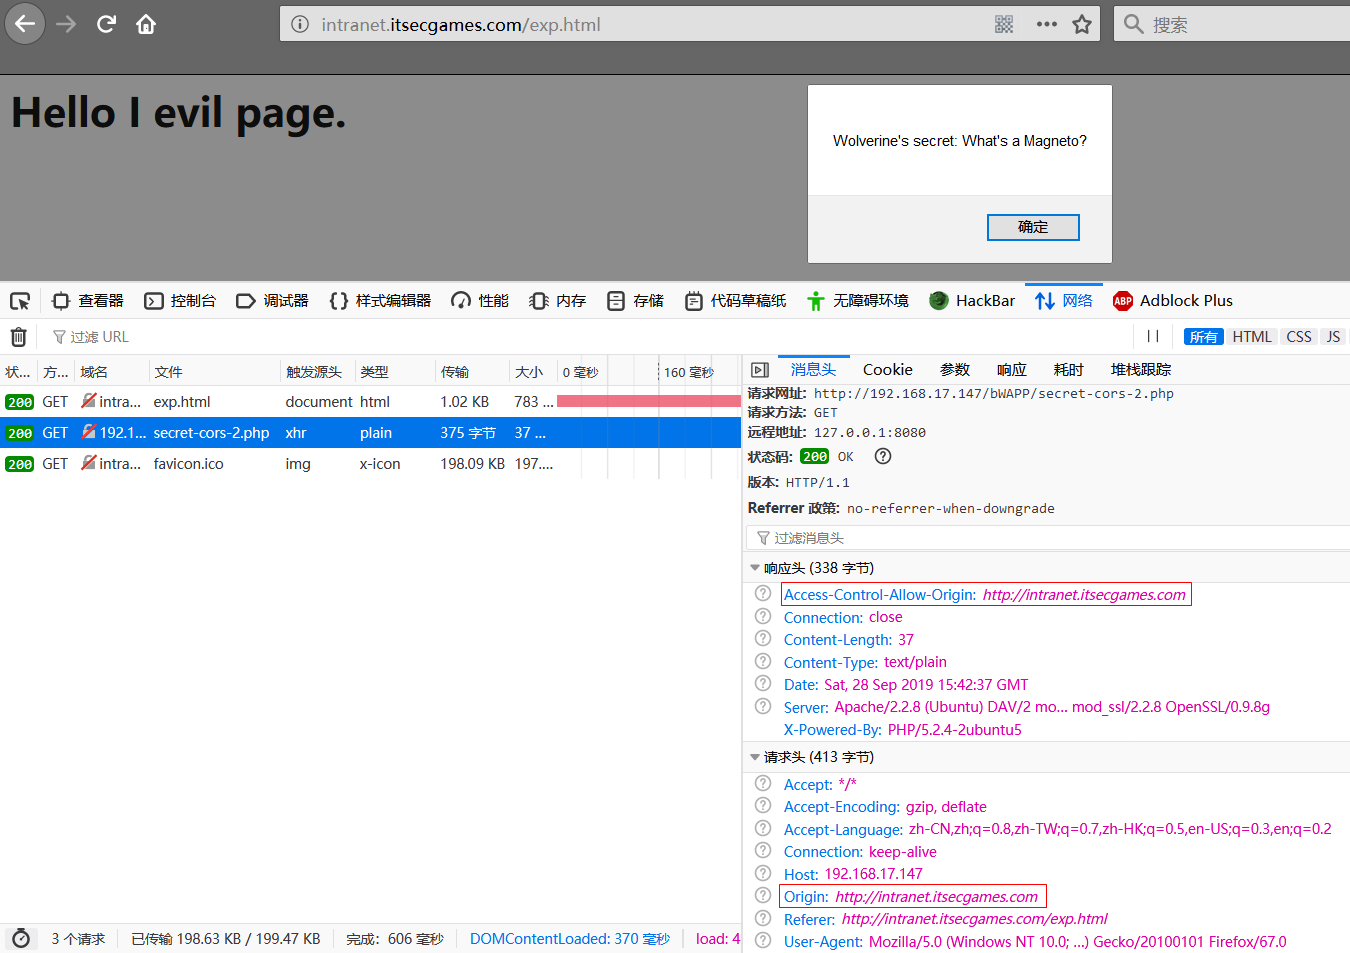 intranet.itsecgames.com/exp.html
搜索
Hello I evil page.
Wolverine's secret: What's a Magneto?
确定
查看器 控制台 调试器 样式编辑器 性能 内存 存储 代码草稿纸 无障碍环境 HackBar 网络 ABP Adblock Plus
过滤 URL
所有 HTML CSS JS
状... 方... 域名 文件 触发源头 类型 传输 大小 0 毫秒 160 毫秒
200 GET intra... exp.html document html 1.02 KB 783 ...
200 GET 192.1... secret-cors-2.php xhr plain 375 字节 37 ...
200 GET intra... favicon.ico img x-icon 198.09 KB 197....
3 个请求 已传输 198.63 KB / 199.47 KB 完成：606 毫秒 DOMContentLoaded: 370 毫秒 load: 4
消息头 Cookie 参数 响应 耗时 堆栈跟踪
请求网址: http://192.168.17.147/bWAPP/secret-cors-2.php
请求方法: GET
远程地址: 127.0.0.1:8080
状态码: 200 OK
版本: HTTP/1.1
Referrer 政策: no-referrer-when-downgrade
过滤消息头
响应头 (338 字节)
Access-Control-Allow-Origin: http://intranet.itsecgames.com
Connection: close
Content-Length: 37
Content-Type: text/plain
Date: Sat, 28 Sep 2019 15:42:37 GMT
Server: Apache/2.2.8 (Ubuntu) DAV/2 mo... mod_ssl/2.2.8 OpenSSL/0.9.8g
X-Powered-By: PHP/5.2.4-2ubuntu5
请求头 (413 字节)
Accept: */*
Accept-Encoding: gzip, deflate
Accept-Language: zh-CN,zh;q=0.8,zh-TW;q=0.7,zh-HK;q=0.5,en-US;q=0.3,en;q=0.2
Connection: keep-alive
Host: 192.168.17.147
Origin: http://intranet.itsecgames.com
Referer: http://intranet.itsecgames.com/exp.html
User-Agent: Mozilla/5.0 (Windows NT 10.0; ...) Gecko/20100101 Firefox/67.0